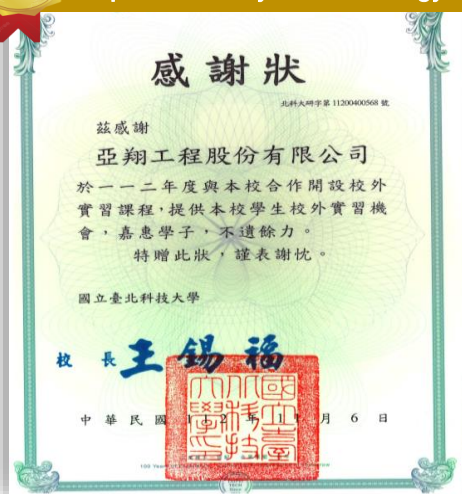 感謝狀
北科大研字第 11200400568 號
茲感謝
亞翔工程股份有限公司
於一一二年度與本校合作開設校外
實習課程，提供本校學生校外實習機
會，嘉惠學子，不遺餘力。
特贈此狀，謹表謝忱。
國立臺北科技大學
校 長 王錫福
中 華 民 國 112 年 11 月 6 日